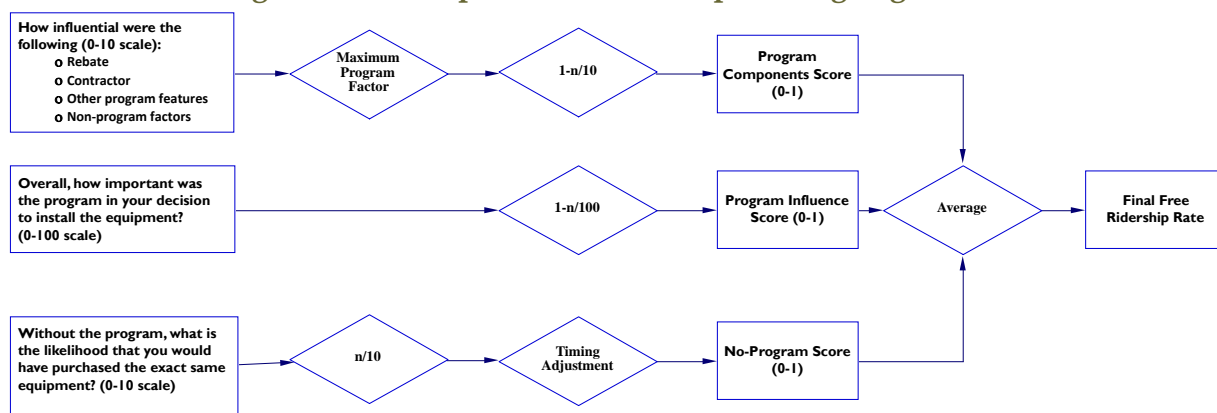 How influential were the
following (0-10 scale):
o Rebate
o Contractor
o Other program features
o Non-program factors
Maximum
Program
Factor
1-n/10
Program
Components Score
(0-1)
Overall, how important was
the program in your decision
to install the equipment?
(0-100 scale)
1-n/100
Program Influence
Score (0-1)
Average
Final Free
Ridership Rate
Without the program, what is
the likelihood that you would
have purchased the exact same
equipment? (0-10 scale)
n/10
Timing
Adjustment
No-Program Score
(0-1)